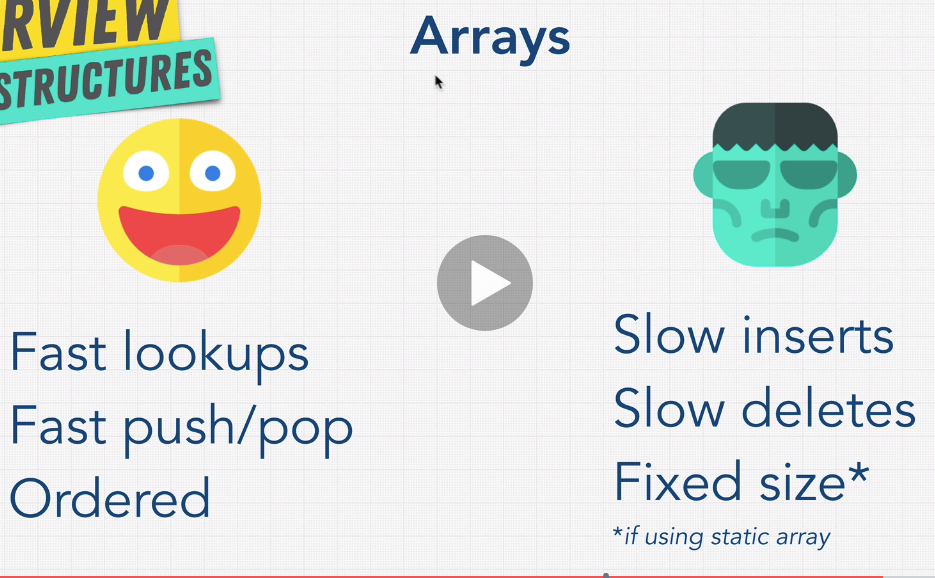 RVIEW
STRUCTURES
Arrays
Fast lookups
Fast push/pop
Ordered
Slow inserts
Slow deletes
Fixed size*
*if using static array